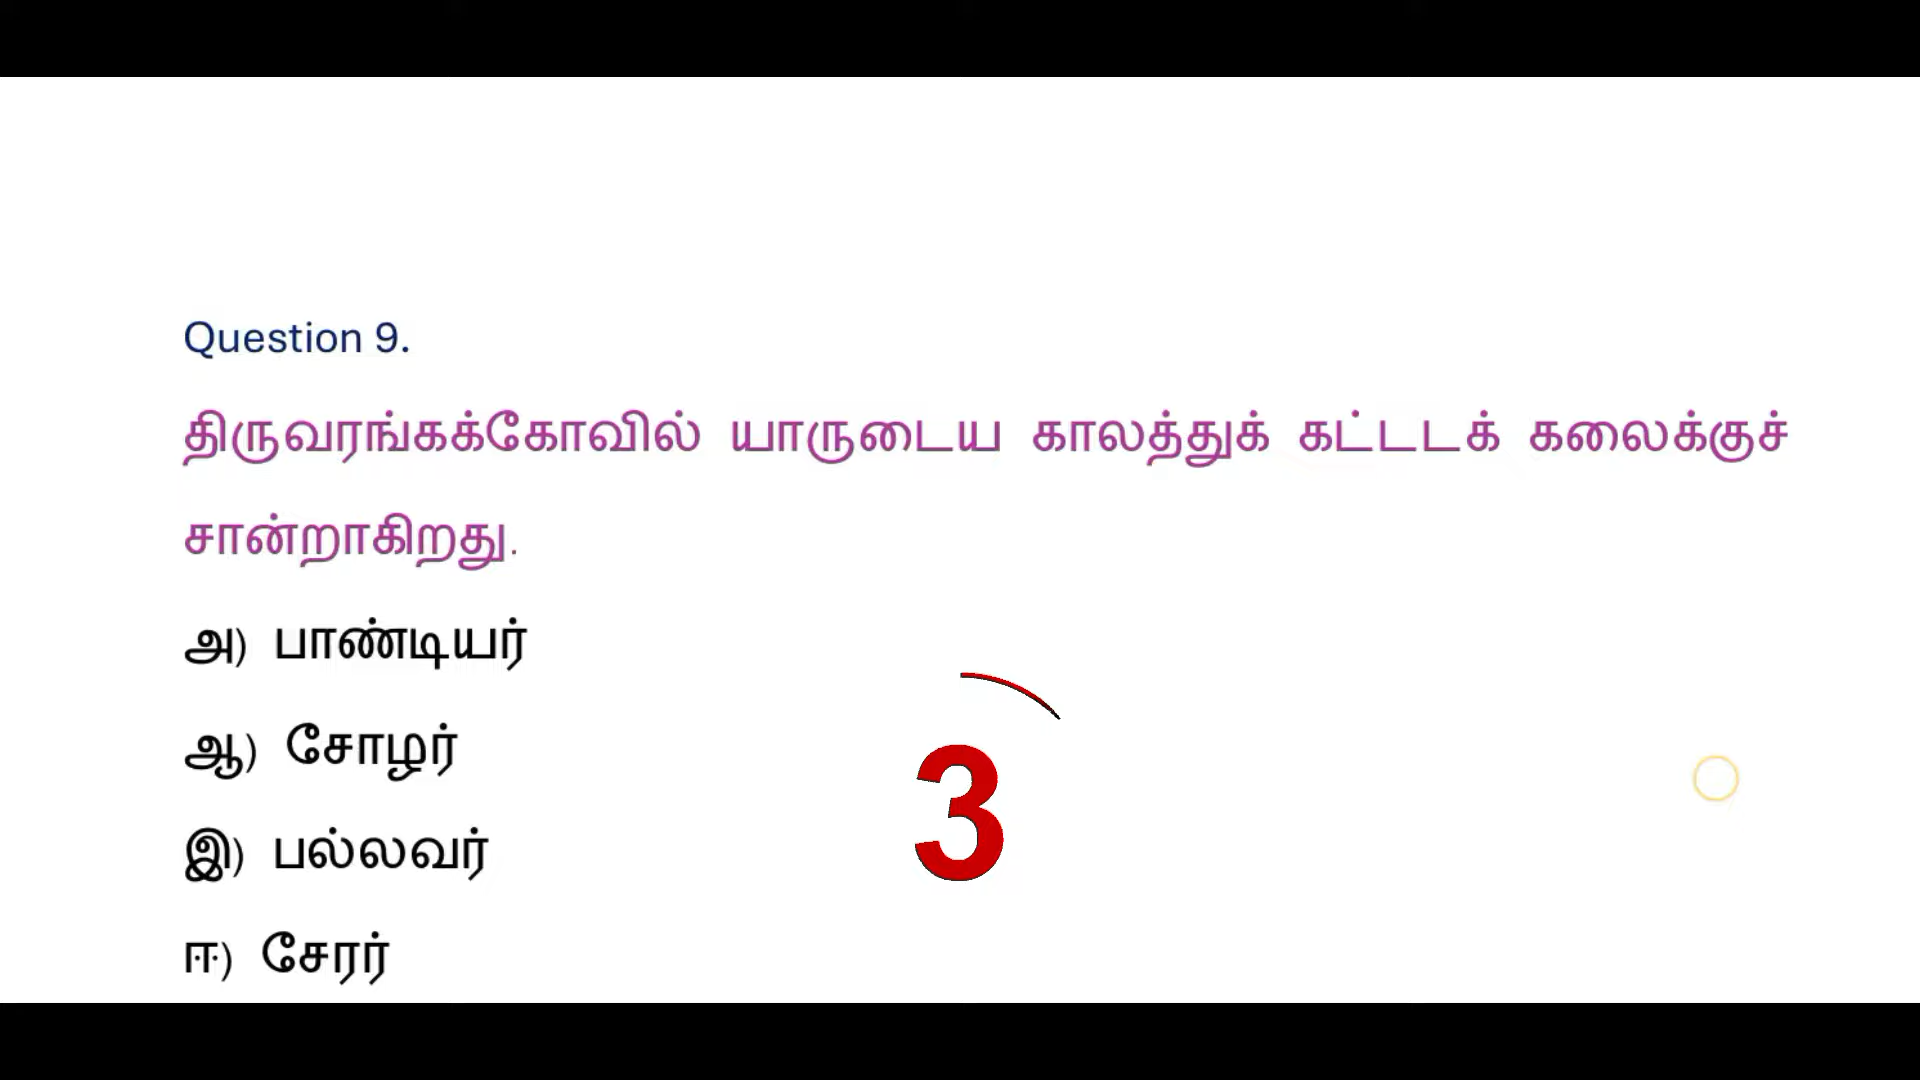 Question 9.
திருவரங்கக்கோவில் யாருடைய காலத்துக் கட்டடக் கலைக்குச்
சான்றாகிறது.
அ) பாண்டியர்
ஆ) சோழர்
3
இ) பல்லவர்
ஈ) சேரர்